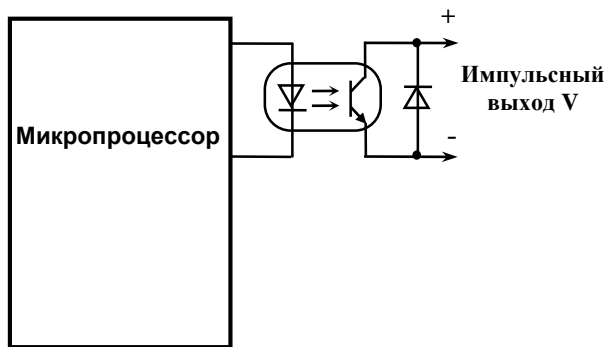 +
Импульсный
выход V
Микропроцессор
-